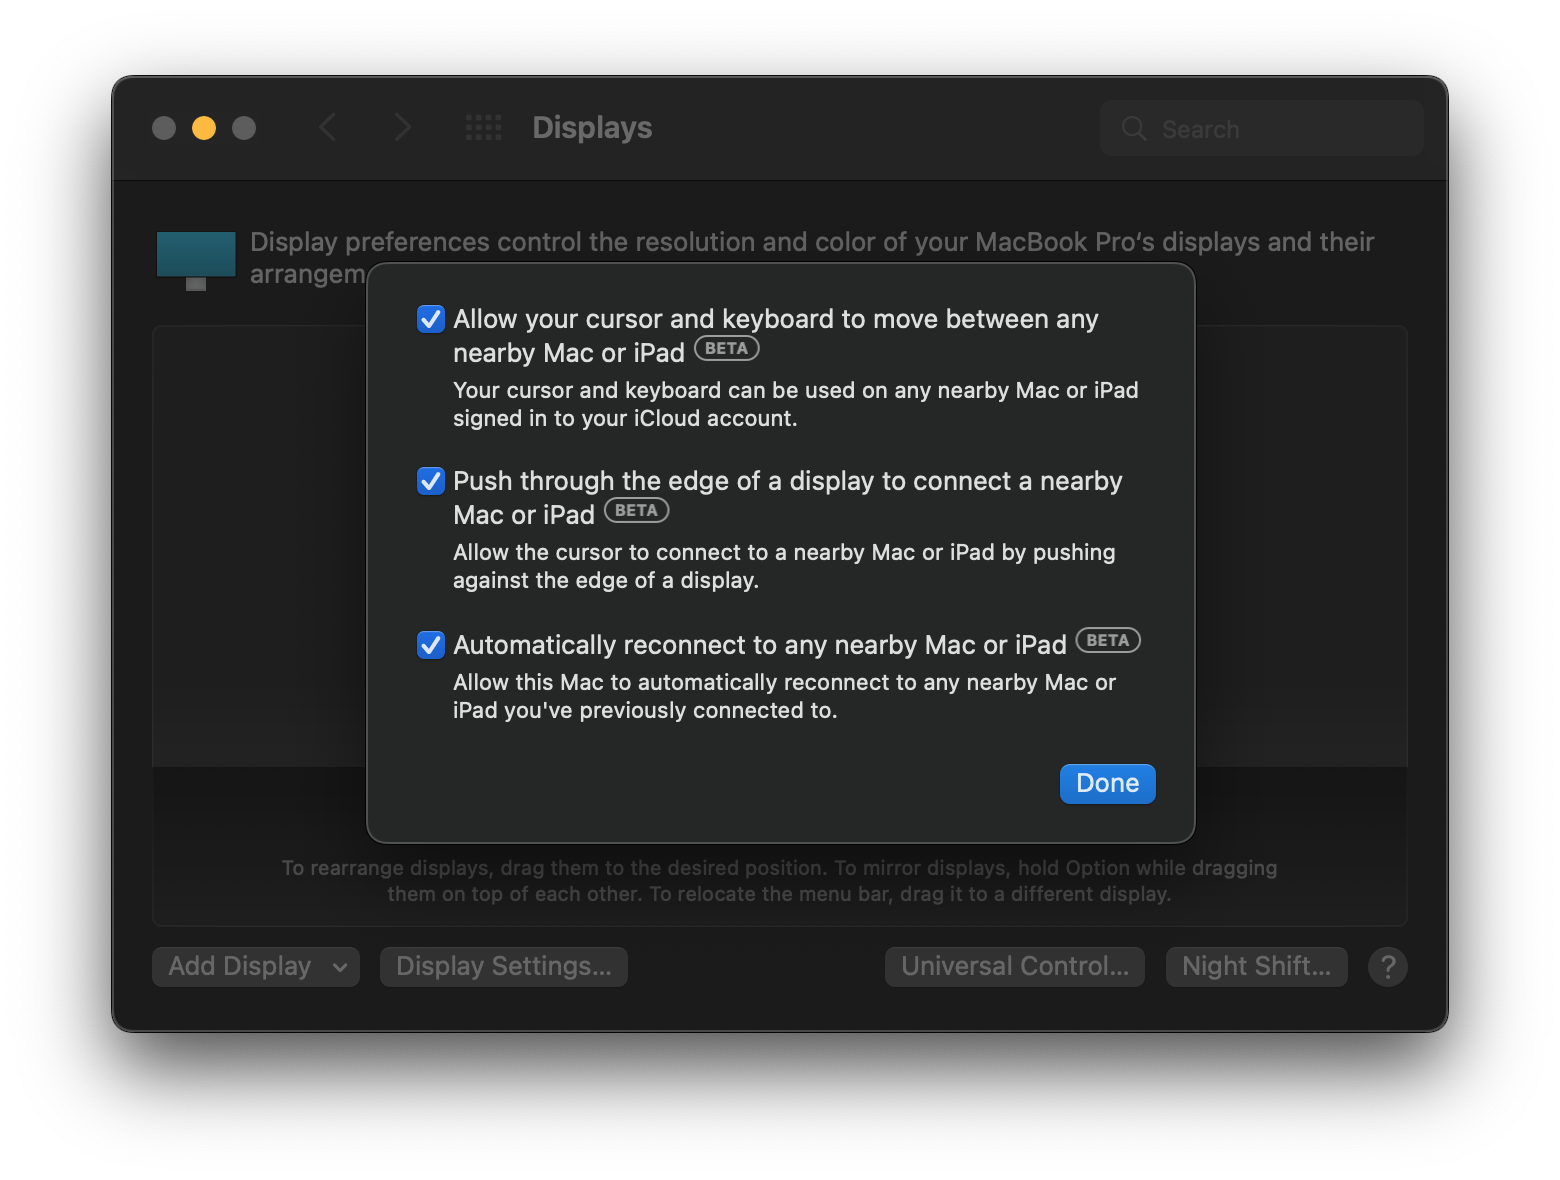 Displays
Search
Display preferences control the resolution and color of your MacBook Pro‘s displays and their
arrangem
Allow your cursor and keyboard to move between any
nearby Mac or iPad BETA
Your cursor and keyboard can be used on any nearby Mac or iPad
signed in to your iCloud account.
Push through the edge of a display to connect a nearby
Mac or iPad BETA
Allow the cursor to connect to a nearby Mac or iPad by pushing
against the edge of a display.
Automatically reconnect to any nearby Mac or iPad BETA
Allow this Mac to automatically reconnect to any nearby Mac or
iPad you've previously connected to.
Done
To rearrange displays, drag them to the desired position. To mirror displays, hold Option while dragging
them on top of each other. To relocate the menu bar, drag it to a different display.
Add Display
Display Settings...
Universal Control...
Night Shift...
?